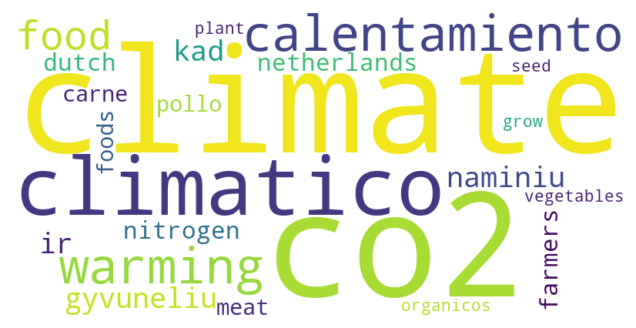 plant
food
calentamiento
kad
dutch
netherlands
seed
climate
carne
pollo
foods
grow
climatico
naminiu
vegetables
co2
nitrogen
ir
farmers
warming
gyvuneliu
meat
organicos